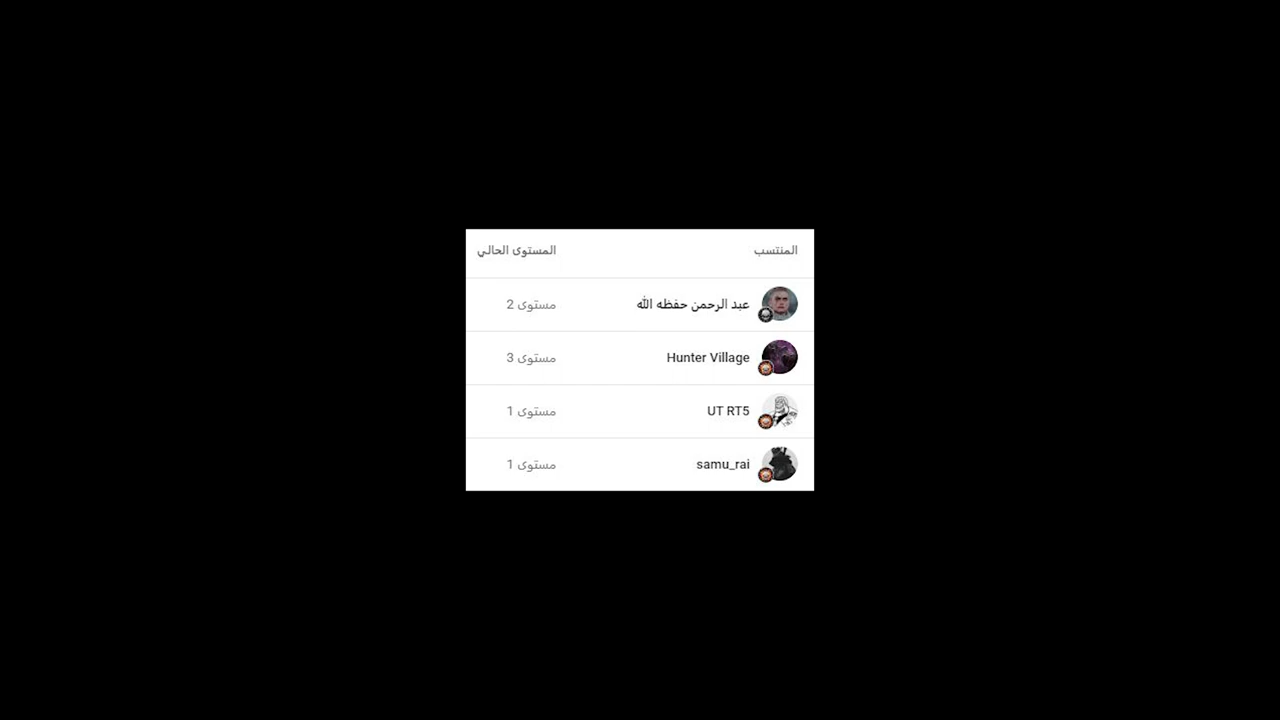 المنتسب المستوى الحالي
عبد الرحمن حفظه الله مستوى 2
Hunter Village مستوى 3
UT RT5 مستوى 1
samu_rai مستوى 1